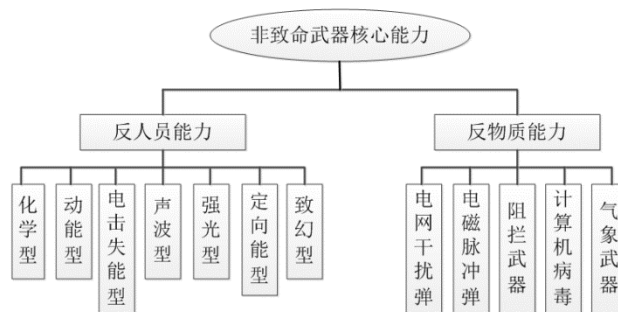 非致命武器核心能力
反人员能力
反物质能力
化学型
动能型
电击失能型
声波型
强光型
定向能型
致幻型
电网干扰弹
电磁脉冲弹
阻拦武器
计算机病毒
气象武器